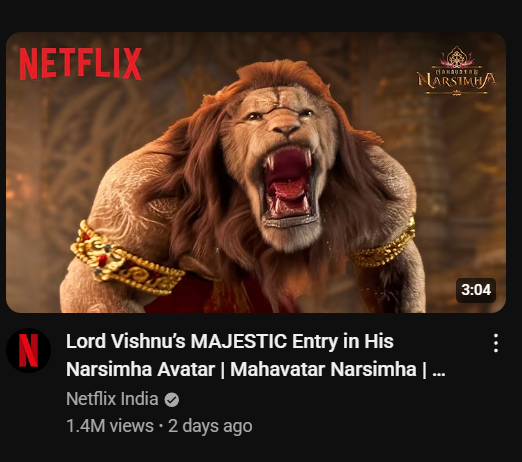 NETFLIX
MAHAVATAR
NARSIMHA
3:04
Lord Vishnu’s MAJESTIC Entry in His
Narsimha Avatar | Mahavatar Narsimha | ...
N
Netflix India
1.4M views · 2 days ago